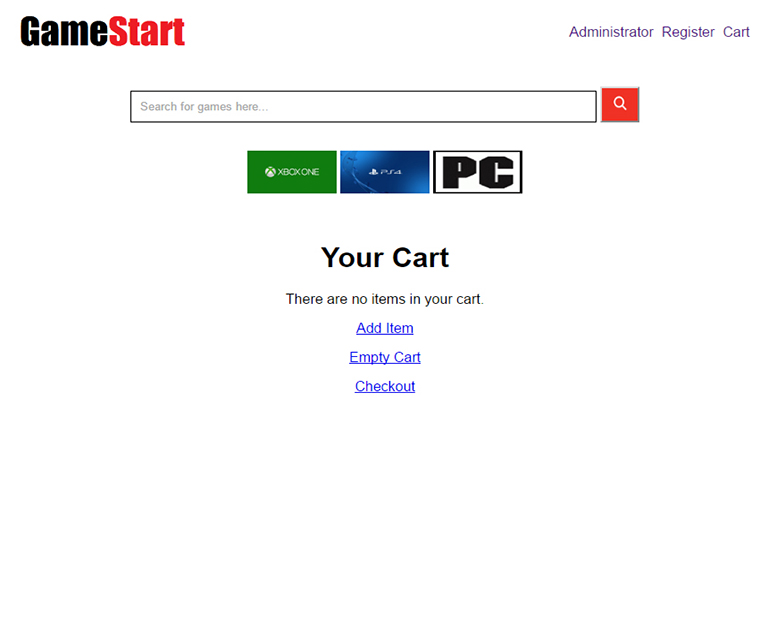 GameStart
Administrator Register Cart
Search for games here...
XBOX ONE PS4 PC
Your Cart
There are no items in your cart.
Add Item
Empty Cart
Checkout